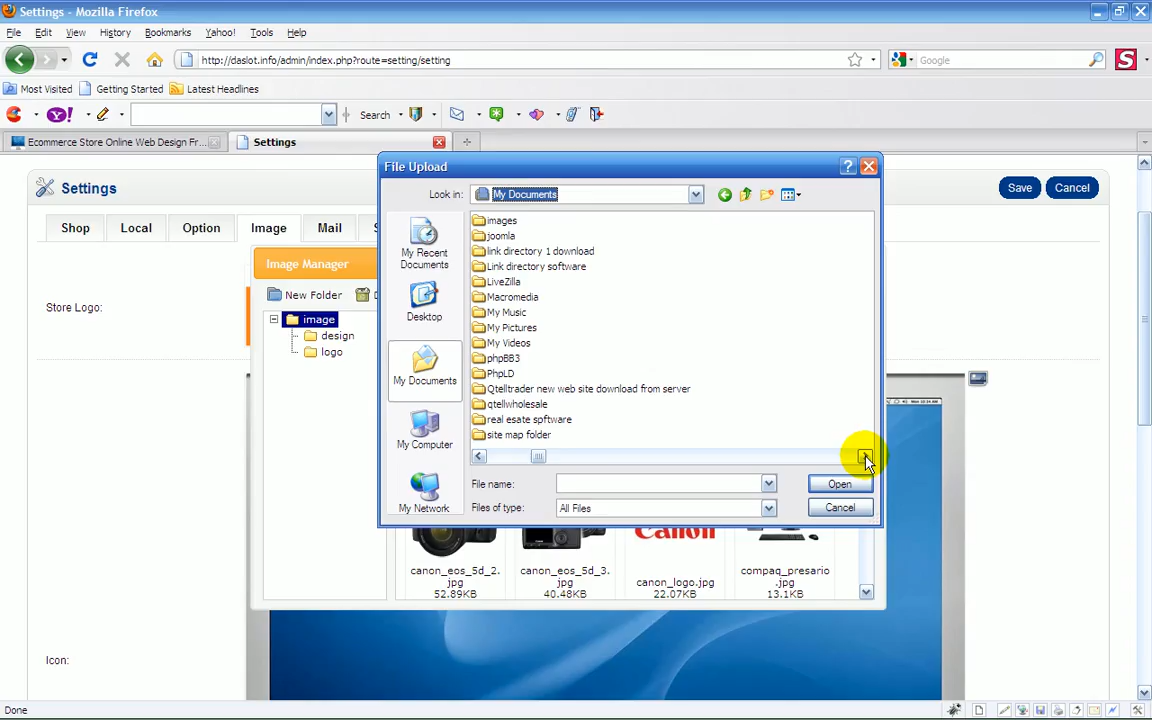 Settings - Mozilla Firefox
File Edit View History Bookmarks Yahoo! Tools Help
http://daslot.info/admin/index.php?route=setting/setting
Google
S
Most Visited Getting Started Latest Headlines
Y! Search
Ecommerce Store Online Web Design Fr... Settings
Settings
Save Cancel
Shop Local Option Image Mail S
Image Manager
New Folder D
Store Logo:
image
design
logo
File Upload
Look in: My Documents
My Recent Documents
Desktop
My Documents
My Computer
My Network
images
joomla
link directory 1 download
Link directory software
LiveZilla
Macromedia
My Music
My Pictures
My Videos
phpBB3
PhpLD
Qtelltrader new web site download from server
qtellwholesale
real esate spftware
site map folder
File name: Open
Files of type: All Files Cancel
Canon
canon_eos_5d_2.jpg
52.89KB
canon_eos_5d_3.jpg
40.48KB
canon_logo.jpg
22.07KB
compaq_presario.jpg
13.1KB
Icon:
Done